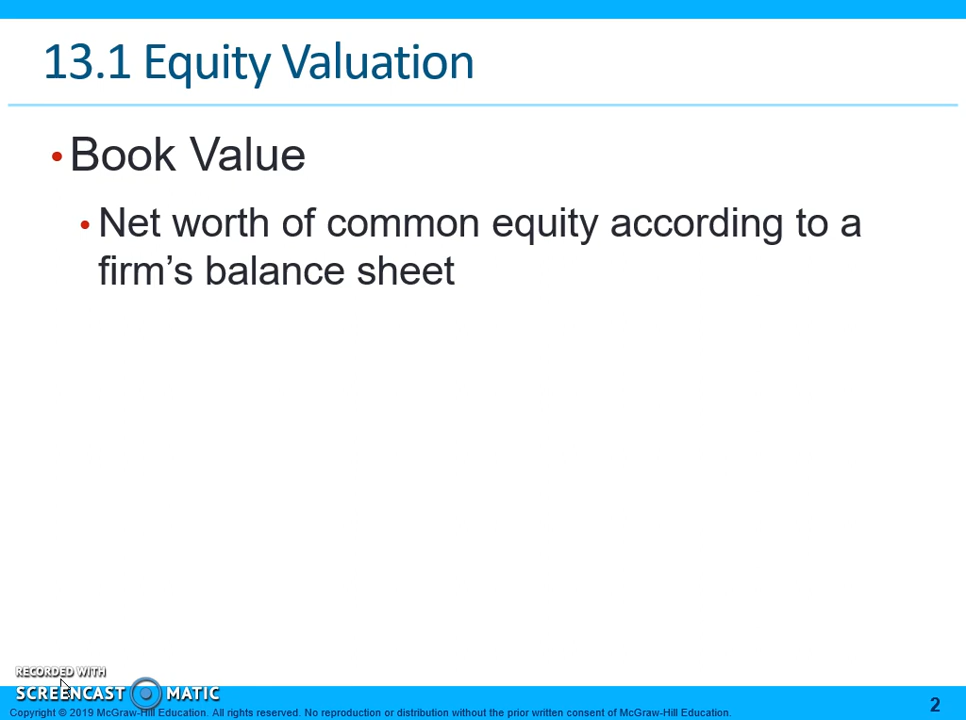 13.1 Equity Valuation
• Book Value
• Net worth of common equity according to a
firm’s balance sheet
RECORDED WITH
SCREENCAST MATIC
2
Copyright © 2019 McGraw-Hill Education. All rights reserved. No reproduction or distribution without the prior written consent of McGraw-Hill Education.